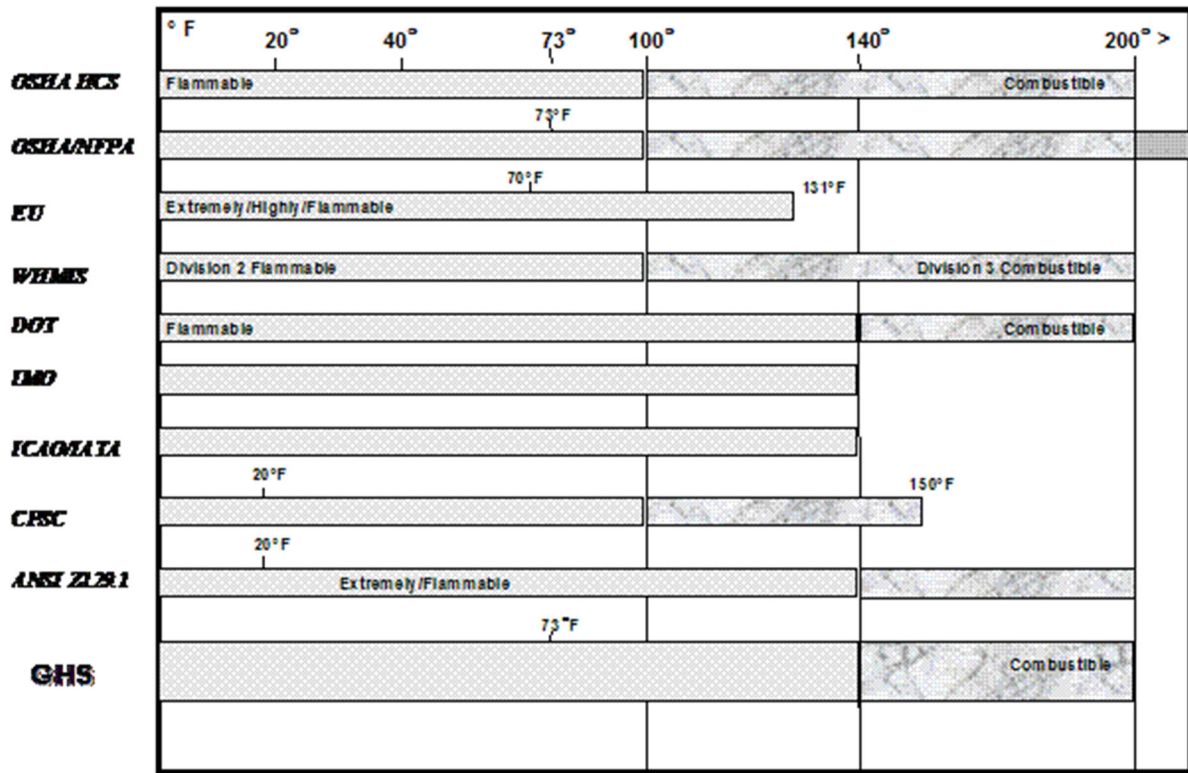 ° F
20° 40° 73° 100° 140° 200° >
OSHA HCS Flammable Combustible
73°F
OSHA/NFPA
70°F 131°F
EU Extremely/Highly/Flammable
WHMIS Division 2 Flammable Division 3 Combustible
DOT Flammable Combustible
IMO
ICAO/IATA
20°F 150°F
CPSC
20°F
ANSI Z129.1 Extremely/Flammable
73°F
GHS Combustible